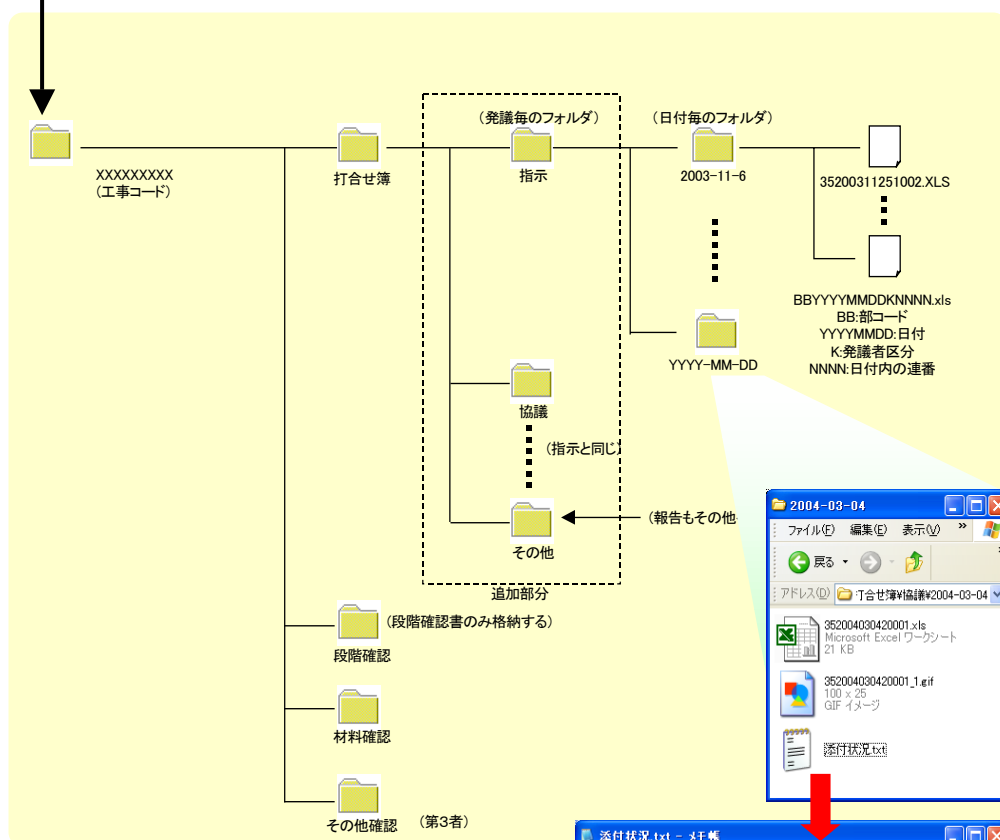 (発議毎のフォルダ)
(日付毎のフォルダ)
XXXXXXXXX
(工事コード)
打合せ簿
指示
2003-11-6
35200311251002.XLS
BBYYYYMMDDKNNNN.xls
BB:部コード
YYYYMMDD:日付
K:発議者区分
NNNN:日付内の連番
YYYY-MM-DD
協議
(指示と同じ)
(報告もその他
その他
追加部分
(段階確認書のみ格納する)
段階確認
材料確認
その他確認 (第3者)
2004-03-04
ファイル(F) 編集(E) 表示(V) »
戻る
アドレス(D) 丁合せ簿¥協議¥2004-03-04
352004030420001.xls
Microsoft Excel ワークシート
21 KB
352004030420001_1.gif
100 x 25
GIF イメージ
添付状況.txt
添付状況.txt - メモ帳